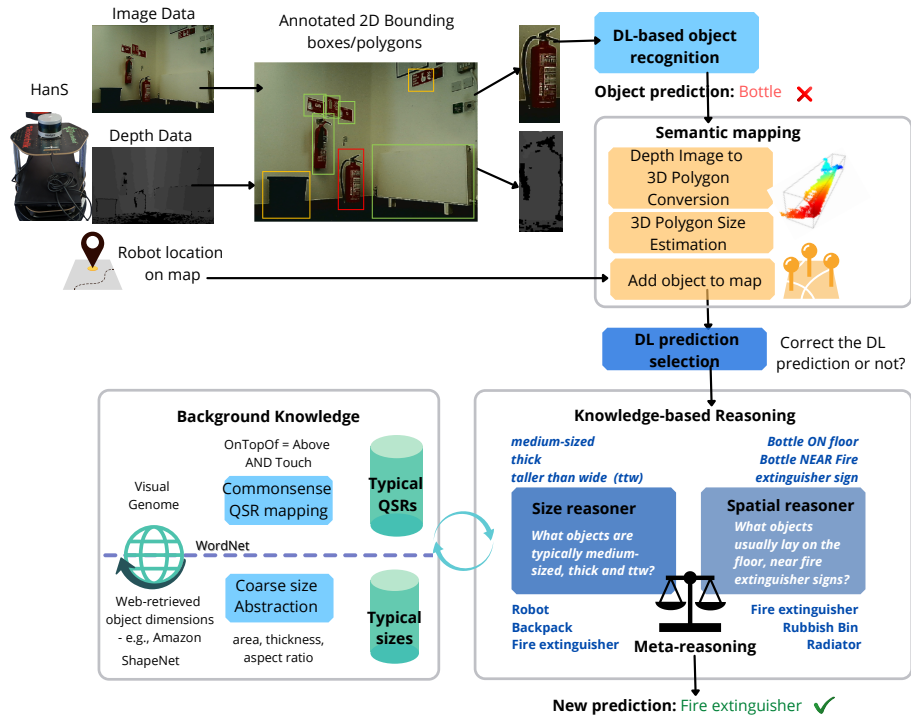 Image Data
Annotated 2D Bounding
boxes/polygons
DL-based object
recognition
HanS
Object prediction: Bottle
Depth Data
Semantic mapping
Depth Image to
3D Polygon
Conversion
3D Polygon Size
Estimation
Robot location
on map
Add object to map
DL prediction
selection
Correct the DL
prediction or not?
Background Knowledge
OnTopOf = Above
AND Touch
Visual
Genome
Commonsense
QSR mapping
Typical
QSRs
WordNet
Coarse size
Abstraction
Typical
sizes
Web-retrieved
object dimensions
- e.g., Amazon
ShapeNet
area, thickness,
aspect ratio
Knowledge-based Reasoning
medium-sized
thick
taller than wide (ttw)
Bottle ON floor
Bottle NEAR Fire
extinguisher sign
Size reasoner
What objects are
typically medium-
sized, thick and ttw?
Spatial reasoner
What objects
usually lay on the
floor, near fire
extinguisher signs?
Robot
Backpack
Fire extinguisher
Fire extinguisher
Rubbish Bin
Radiator
Meta-reasoning
New prediction: Fire extinguisher